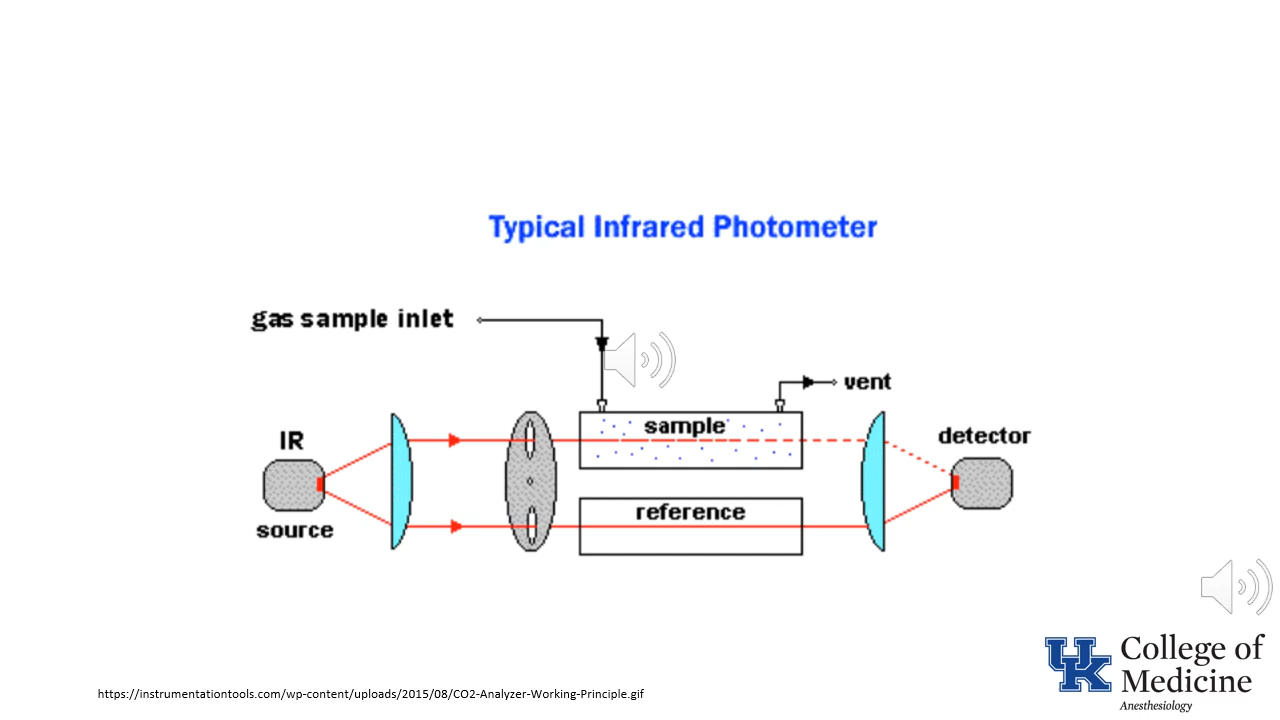 Typical Infrared Photometer
gas sample inlet
vent
sample
IR
detector
reference
source
College of
Medicine
Anesthesiology
UK
https://instrumentationtools.com/wp-content/uploads/2015/08/CO2-Analyzer-Working-Principle.gif